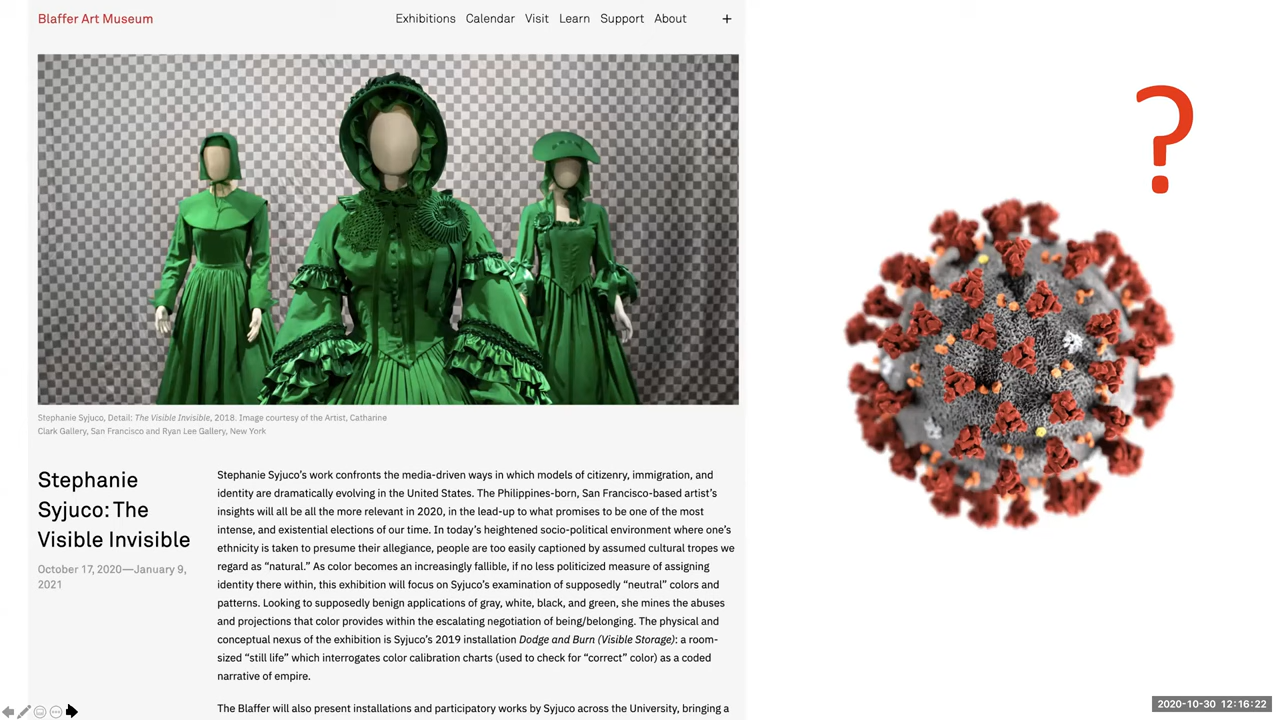 Blaffer Art Museum
Exhibitions Calendar Visit Learn Support About +
?
Stephanie Syjuco, Detail: The Visible Invisible, 2018. Image courtesy of the Artist, Catharine
Clark Gallery, San Francisco and Ryan Lee Gallery, New York
Stephanie
Syjuco: The
Visible Invisible
October 17, 2020—January 9,
2021
Stephanie Syjuco's work confronts the media-driven ways in which models of citizenry, immigration, and
identity are dramatically evolving in the United States. The Philippines-born, San Francisco-based artist's
insights will all be all the more relevant in 2020, in the lead-up to what promises to be one of the most
intense, and existential elections of our time. In today's heightened socio-political environment where one's
ethnicity is taken to presume their allegiance, people are too easily captioned by assumed cultural tropes we
regard as “natural.” As color becomes an increasingly fallible, if no less politicized measure of assigning
identity there within, this exhibition will focus on Syjuco's examination of supposedly “neutral” colors and
patterns. Looking to supposedly benign applications of gray, white, black, and green, she mines the abuses
and projections that color provides within the escalating negotiation of being/belonging. The physical and
conceptual nexus of the exhibition is Syjuco's 2019 installation Dodge and Burn (Visible Storage): a room-
sized “still life” which interrogates color calibration charts (used to check for “correct” color) as a coded
narrative of empire.
The Blaffer will also present installations and participatory works by Syjuco across the University, bringing a
2020-10-30 12:16:22